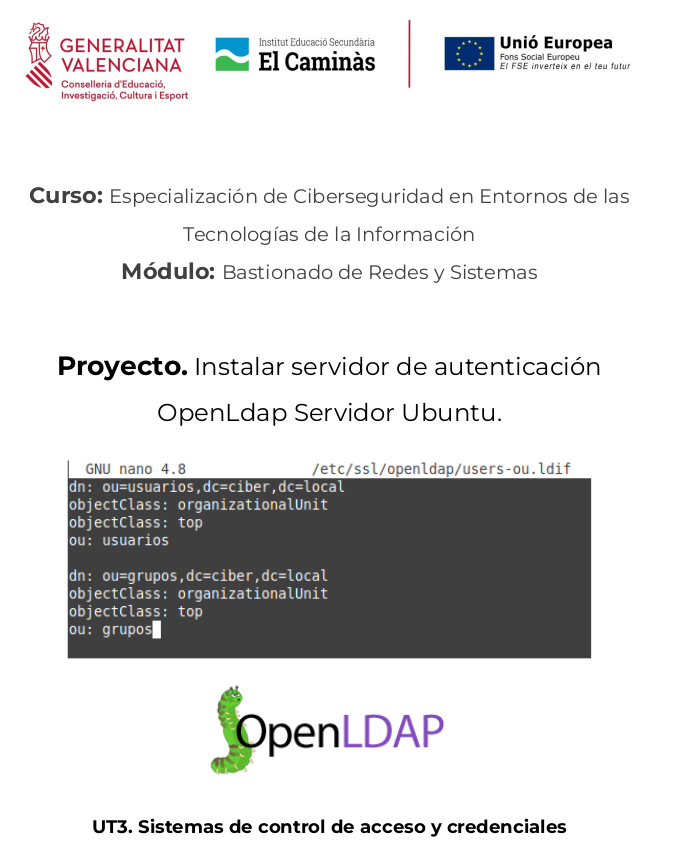 GENERALITAT
VALENCIANA
Conselleria d'Educació,
Investigació, Cultura i Esport
Institut Educació Secundària
El Caminàs
Unió Europea
Fons Social Europeu
El FSE inverteix en el teu futur
Curso: Especialización de Ciberseguridad en Entornos de las
Tecnologías de la Información
Módulo: Bastionado de Redes y Sistemas
Proyecto. Instalar servidor de autenticación
OpenLdap Servidor Ubuntu.
GNU nano 4.8 /etc/ssl/openldap/users-ou.ldif
dn: ou=usuarios,dc=ciber,dc=local
objectClass: organizationalUnit
objectClass: top
ou: usuarios
dn: ou=grupos,dc=ciber,dc=local
objectClass: organizationalUnit
objectClass: top
ou: grupos
OpenLDAP
UT3. Sistemas de control de acceso y credenciales